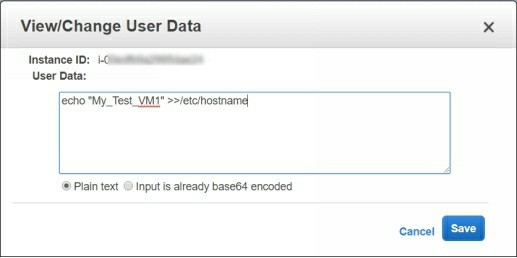 View/Change User Data
Instance ID: i-0
User Data:
echo "My_Test_VM1" >>/etc/hostname
Plain text Input is already base64 encoded
Cancel Save